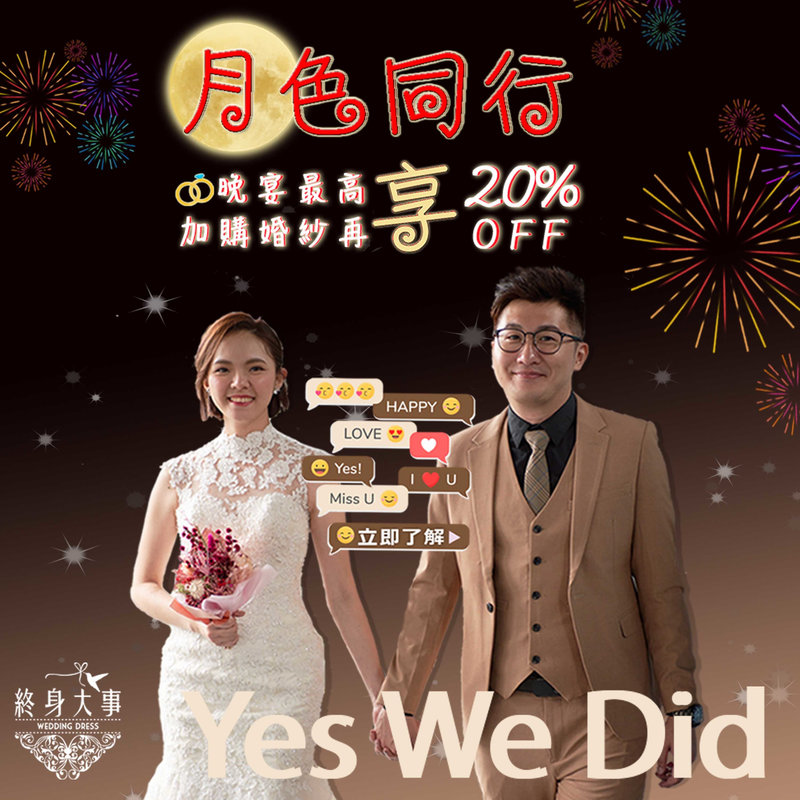 月色同行
晚宴最高
加購婚紗再
享
20%
OFF
HAPPY
LOVE
Yes!
I U
Miss U
立即了解
終身大事
WEDDING DRESS
Yes We Did